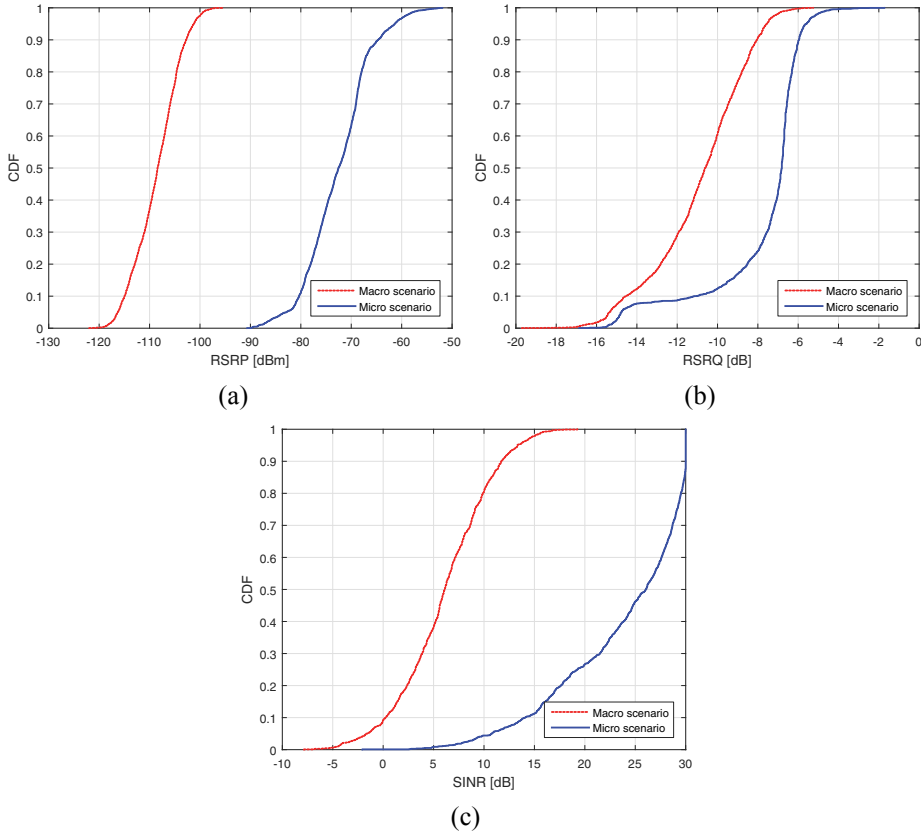 1
0.9
0.8
0.7
0.6
0.5
0.4
0.3
0.2
0.1
0
CDF
-130 -120 -110 -100 -90 -80 -70 -60 -50
RSRP [dBm]
Macro scenario
Micro scenario
(a)
1
0.9
0.8
0.7
0.6
0.5
0.4
0.3
0.2
0.1
0
CDF
-20 -18 -16 -14 -12 -10 -8 -6 -4 -2 0
RSRQ [dB]
Macro scenario
Micro scenario
(b)
1
0.9
0.8
0.7
0.6
0.5
0.4
0.3
0.2
0.1
0
CDF
-10 -5 0 5 10 15 20 25 30
SINR [dB]
Macro scenario
Micro scenario
(c)